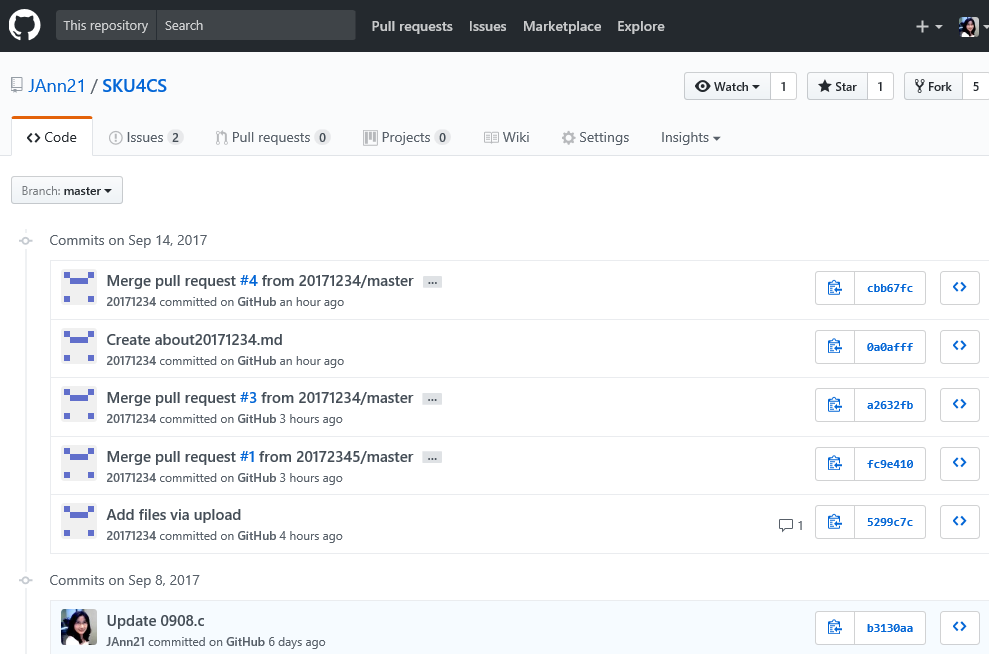 This repository Search Pull requests Issues Marketplace Explore
JAnn21 / SKU4CS Watch 1 Star 1 Fork 5
Code Issues 2 Pull requests 0 Projects 0 Wiki Settings Insights
Branch: master
Commits on Sep 14, 2017
Merge pull request #4 from 20171234/master ...
20171234 committed on GitHub an hour ago
cbb67fc
Create about20171234.md
20171234 committed on GitHub an hour ago
0a0afff
Merge pull request #3 from 20171234/master ...
20171234 committed on GitHub 3 hours ago
a2632fb
Merge pull request #1 from 20172345/master ...
20171234 committed on GitHub 3 hours ago
fc9e410
Add files via upload
20171234 committed on GitHub 4 hours ago
1 5299c7c
Commits on Sep 8, 2017
Update 0908.c
JAnn21 committed on GitHub 6 days ago
b3130aa